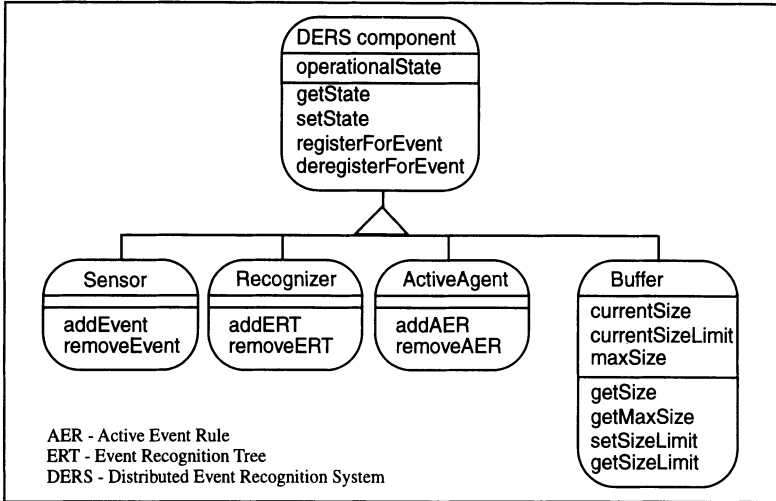 DERS component
operationalState
getState
setState
registerForEvent
deregisterForEvent
Sensor
addEvent
removeEvent
Recognizer
addERT
removeERT
ActiveAgent
addAER
removeAER
Buffer
currentSize
currentSizeLimit
maxSize
getSize
getMaxSize
setSizeLimit
getSizeLimit
AER - Active Event Rule
ERT - Event Recognition Tree
DERS - Distributed Event Recognition System